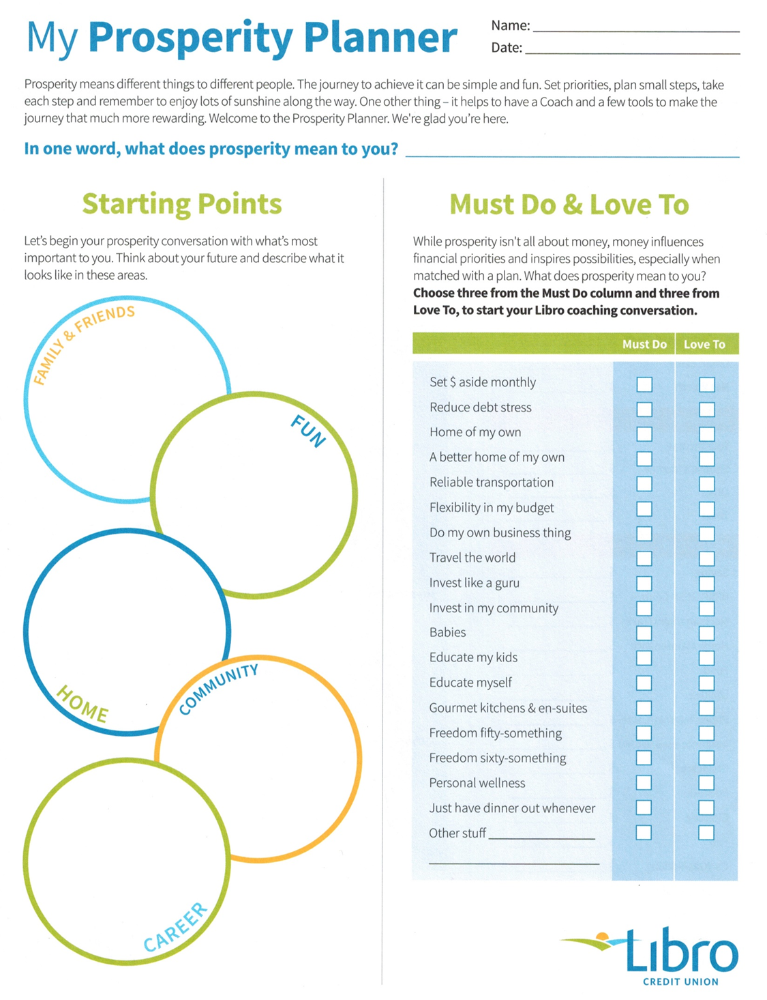 My Prosperity Planner
Name:
Date:
Prosperity means different things to different people. The journey to achieve it can be simple and fun. Set priorities, plan small steps, take
each step and remember to enjoy lots of sunshine along the way. One other thing – it helps to have a Coach and a few tools to make the
journey that much more rewarding. Welcome to the Prosperity Planner. We're glad you're here.
In one word, what does prosperity mean to you?
Starting Points
Let's begin your prosperity conversation with what's most
important to you. Think about your future and describe what it
looks like in these areas.
FAMILY & FRIENDS
FUN
HOME
COMMUNITY
CAREER
Must Do & Love To
While prosperity isn't all about money, money influences
financial priorities and inspires possibilities, especially when
matched with a plan. What does prosperity mean to you?
Choose three from the Must Do column and three from
Love To, to start your Libro coaching conversation.
Must Do Love To
Set $ aside monthly
Reduce debt stress
Home of my own
A better home of my own
Reliable transportation
Flexibility in my budget
Do my own business thing
Travel the world
Invest like a guru
Invest in my community
Babies
Educate my kids
Educate myself
Gourmet kitchens & en-suites
Freedom fifty-something
Freedom sixty-something
Personal wellness
Just have dinner out whenever
Other stuff
Libro
CREDIT UNION